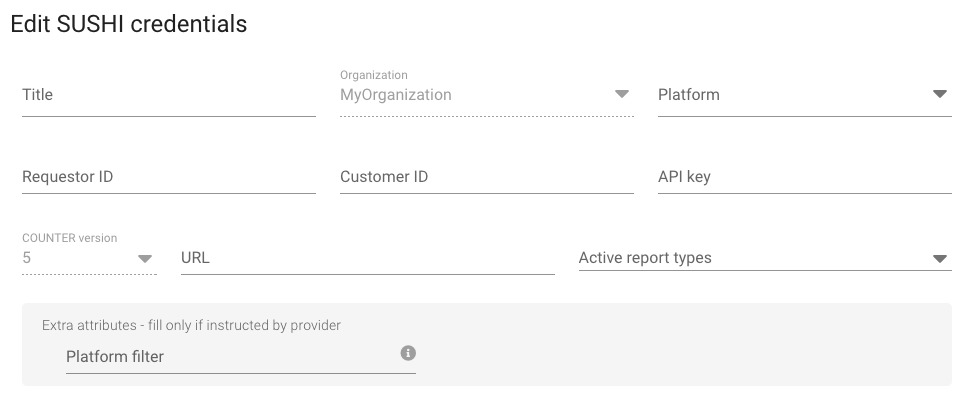 Edit SUSHI credentials
Title
Organization
MyOrganization
Platform
Requestor ID
Customer ID
API key
COUNTER version
5
URL
Active report types
Extra attributes - fill only if instructed by provider
Platform filter